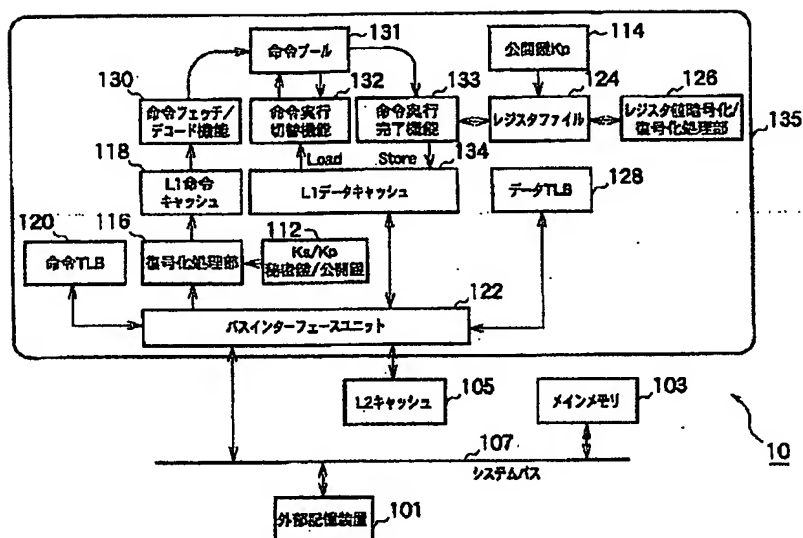 131
命令プール
114
公開鍵Kp
130
132
133
124
126
命令フェッチ/
デコード機能
命令実行
切替機能
命令実行
完了機能
レジスタファイル
レジスタ値暗号化/
復号化処理部
135
118
Load
Store
134
L1命令
キャッシュ
L1データキャッシュ
データTLB
128
120
116
112
命令TLB
復号化処理部
Ks/Kp
秘密鍵/公開鍵
122
バスインターフェースユニット
L2キャッシュ
105
メインメモリ
103
107
システムバス
10
外部記憶装置
101